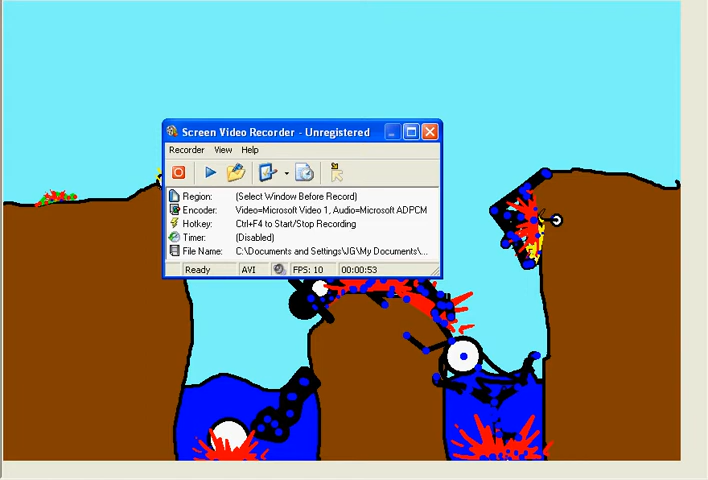 Screen Video Recorder - Unregistered
Recorder View Help
Region: (Select Window Before Record)
Encoder: Video=Microsoft Video 1, Audio=Microsoft ADPCM
Hotkey: Ctrl+F4 to Start/Stop Recording
Timer: (Disabled)
File Name: C:\Documents and Settings\JG\My Documents\...
Ready AVI FPS: 10 00:00:53